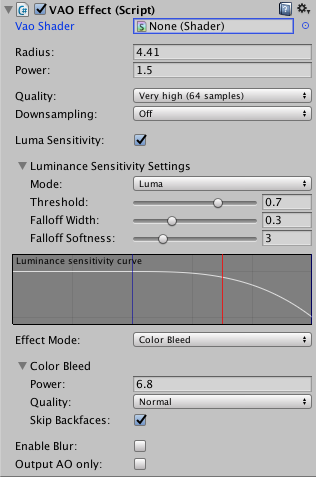 VAO Effect (Script)
Vao Shader None (Shader)
Radius: 4.41
Power: 1.5
Quality: Very high (64 samples)
Downsampling: Off
Luma Sensitivity:
Luminance Sensitivity Settings
Mode: Luma
Threshold: 0.7
Falloff Width: 0.3
Falloff Softness: 3
Luminance sensitivity curve
Effect Mode: Color Bleed
Color Bleed
Power: 6.8
Quality: Normal
Skip Backfaces:
Enable Blur:
Output AO only: